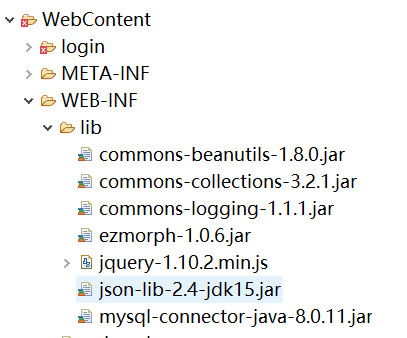 WebContent
login
META-INF
WEB-INF
lib
commons-beanutils-1.8.0.jar
commons-collections-3.2.1.jar
commons-logging-1.1.1.jar
ezmorph-1.0.6.jar
jquery-1.10.2.min.js
json-lib-2.4-jdk15.jar
mysql-connector-java-8.0.11.jar